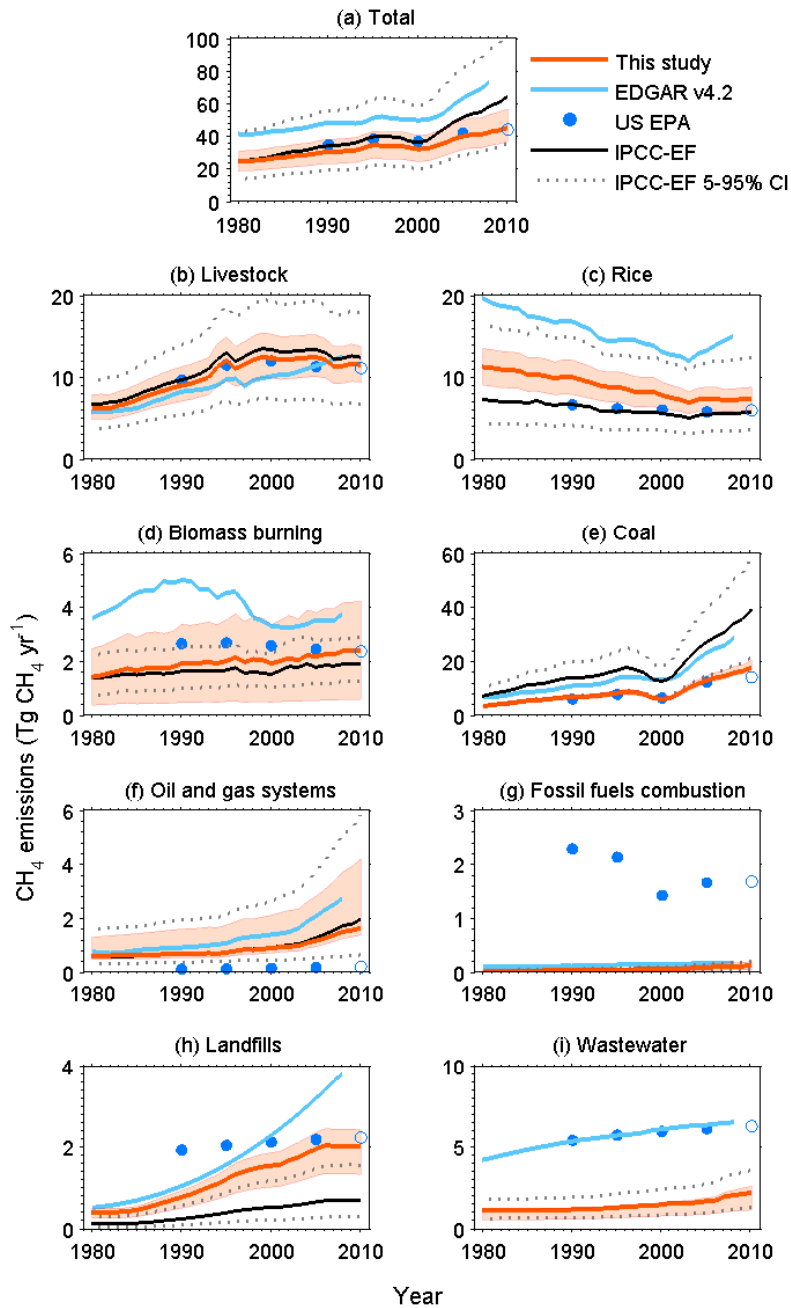 (a) Total
100
80
60
40
20
0
1980 1990 2000 2010
This study
EDGAR v4.2
US EPA
IPCC-EF
IPCC-EF 5-95% CI
(b) Livestock
20
10
0
1980 1990 2000 2010
(c) Rice
20
10
0
1980 1990 2000 2010
(d) Biomass burning
6
4
2
0
1980 1990 2000 2010
(e) Coal
60
40
20
0
1980 1990 2000 2010
CH4 emissions (Tg CH4 yr-1)
(f) Oil and gas systems
6
4
2
0
1980 1990 2000 2010
(g) Fossil fuels combustion
3
2
1
0
1980 1990 2000 2010
(h) Landfills
4
2
0
1980 1990 2000 2010
(i) Wastewater
10
5
0
1980 1990 2000 2010
Year